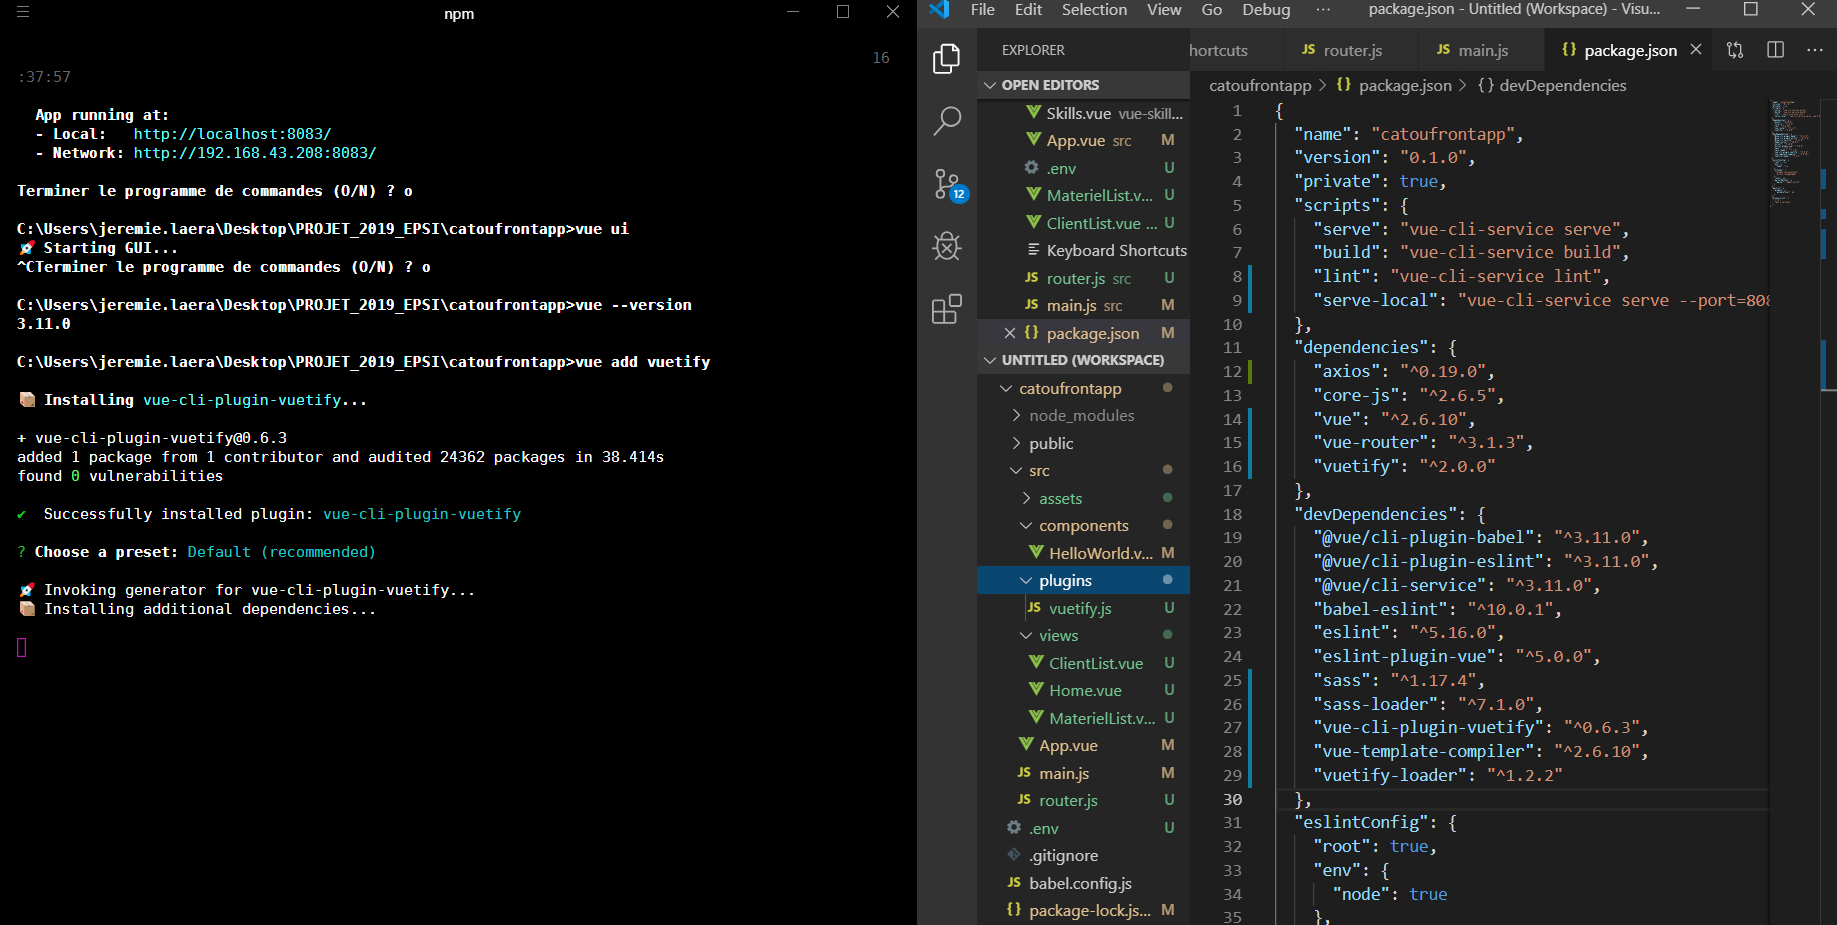 npm
16
:37:57
App running at:
- Local:   http://localhost:8083/
- Network: http://192.168.43.208:8083/
Terminer le programme de commandes (O/N) ? o
C:\Users\jeremie.laera\Desktop\PROJET_2019_EPSI\catoufrontapp>vue ui
Starting GUI...
^CTerminer le programme de commandes (O/N) ? o
C:\Users\jeremie.laera\Desktop\PROJET_2019_EPSI\catoufrontapp>vue --version
3.11.0
C:\Users\jeremie.laera\Desktop\PROJET_2019_EPSI\catoufrontapp>vue add vuetify
Installing vue-cli-plugin-vuetify...
+ vue-cli-plugin-vuetify@0.6.3
added 1 package from 1 contributor and audited 24362 packages in 38.414s
found 0 vulnerabilities
✔  Successfully installed plugin: vue-cli-plugin-vuetify
? Choose a preset: Default (recommended)
Invoking generator for vue-cli-plugin-vuetify...
Installing additional dependencies...
File Edit Selection View Go Debug ··· package.json - Untitled (Workspace) - Visu...
12
EXPLORER
OPEN EDITORS
Skills.vue vue-skill...
App.vue src M
.env U
MaterielList.v... U
ClientList.vue ... U
Keyboard Shortcuts
JS router.js src U
JS main.js src M
{} package.json M
UNTITLED (WORKSPACE)
catoufrontapp
node_modules
public
src
assets
components
HelloWorld.v... M
plugins
JS vuetify.js U
views
ClientList.vue U
Home.vue U
MaterielList.v... U
App.vue M
JS main.js M
JS router.js U
.env U
.gitignore
JS babel.config.js
{} package-lock.js... M
hortcuts JS router.js JS main.js {} package.json
catoufrontapp > {} package.json > {} devDependencies
1 {
2 "name": "catoufrontapp",
3 "version": "0.1.0",
4 "private": true,
5 "scripts": {
6 "serve": "vue-cli-service serve",
7 "build": "vue-cli-service build",
8 "lint": "vue-cli-service lint",
9 "serve-local": "vue-cli-service serve --port=808
10 },
11 "dependencies": {
12 "axios": "^0.19.0",
13 "core-js": "^2.6.5",
14 "vue": "^2.6.10",
15 "vue-router": "^3.1.3",
16 "vuetify": "^2.0.0"
17 },
18 "devDependencies": {
19 "@vue/cli-plugin-babel": "^3.11.0",
20 "@vue/cli-plugin-eslint": "^3.11.0",
21 "@vue/cli-service": "^3.11.0",
22 "babel-eslint": "^10.0.1",
23 "eslint": "^5.16.0",
24 "eslint-plugin-vue": "^5.0.0",
25 "sass": "^1.17.4",
26 "sass-loader": "^7.1.0",
27 "vue-cli-plugin-vuetify": "^0.6.3",
28 "vue-template-compiler": "^2.6.10",
29 "vuetify-loader": "^1.2.2"
30 },
31 "eslintConfig": {
32 "root": true,
33 "env": {
34 "node": true
35 },